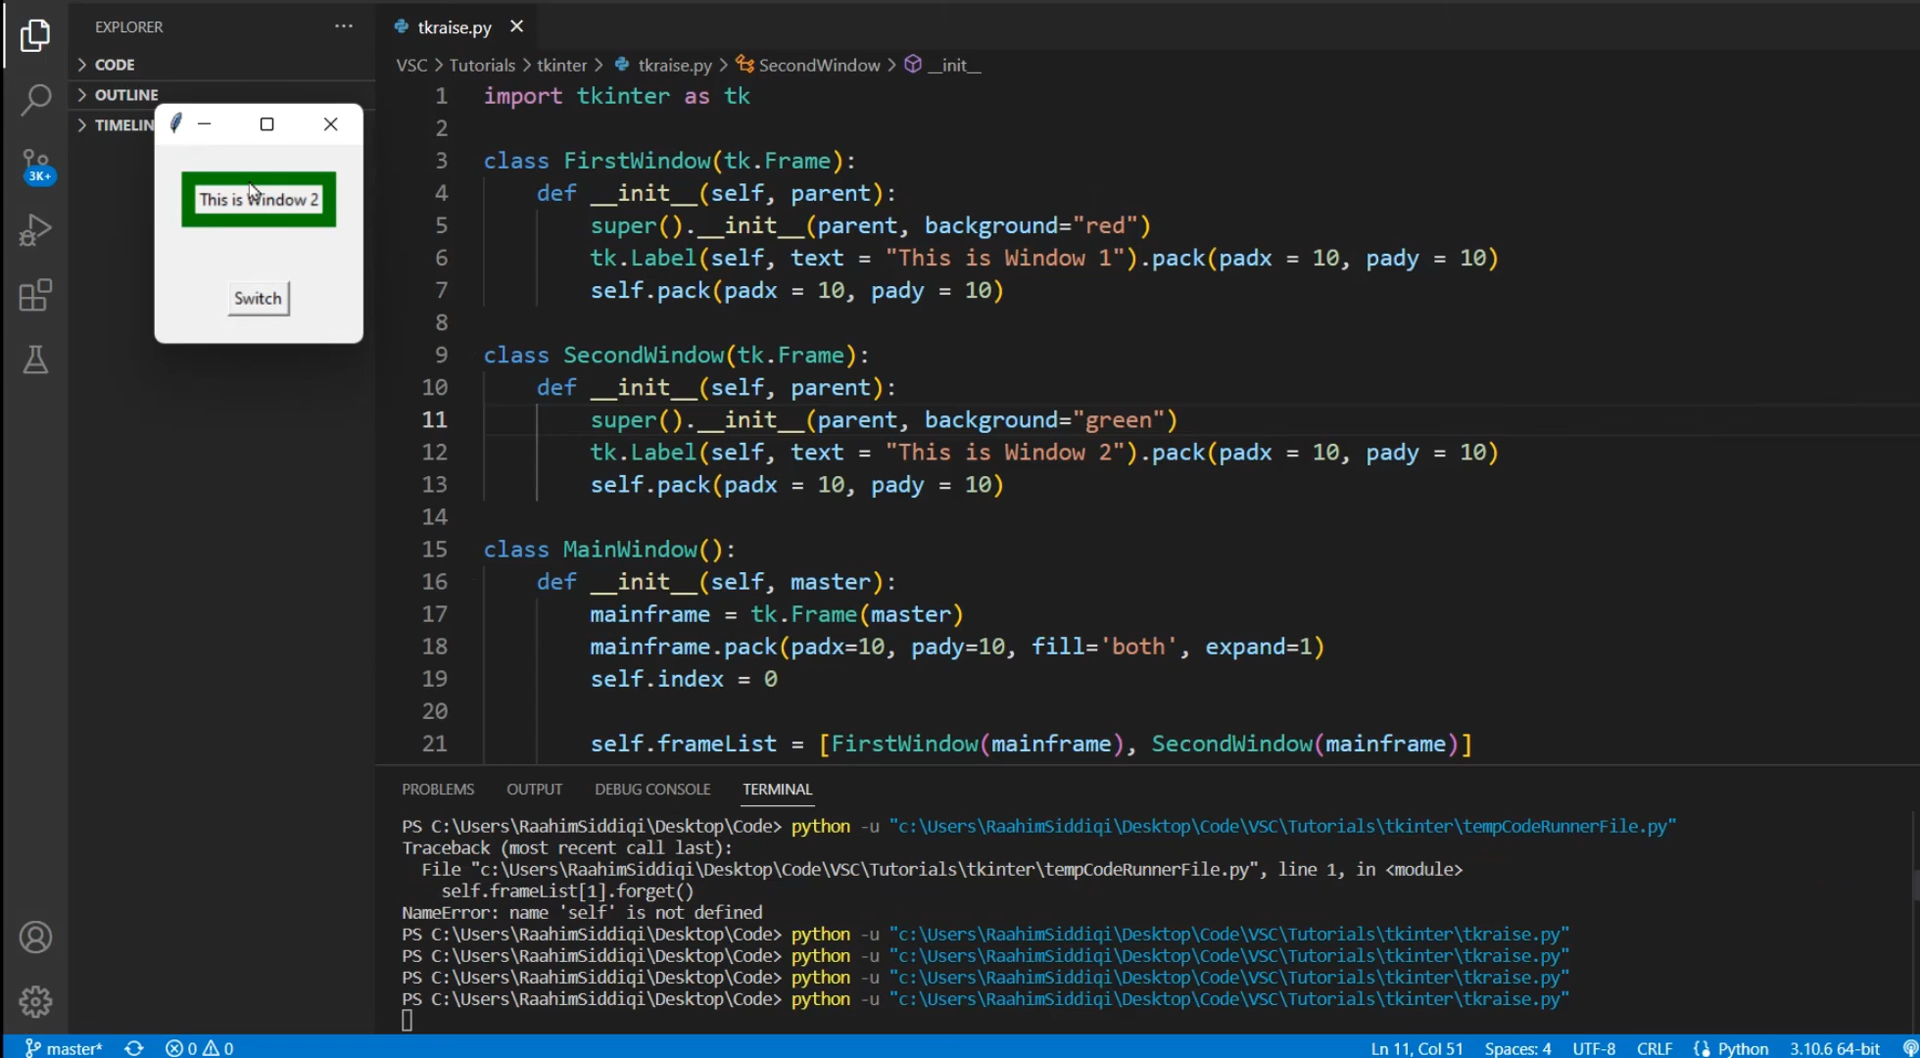 EXPLORER
CODE
OUTLINE
TIMELIN
3K+
This is Window 2
Switch
tkraise.py
VSC > Tutorials > tkinter > tkraise.py > SecondWindow > __init__
1 import tkinter as tk
2
3 class FirstWindow(tk.Frame):
4 def __init__(self, parent):
5 super().__init__(parent, background="red")
6 tk.Label(self, text = "This is Window 1").pack(padx = 10, pady = 10)
7 self.pack(padx = 10, pady = 10)
8
9 class SecondWindow(tk.Frame):
10 def __init__(self, parent):
11 super().__init__(parent, background="green")
12 tk.Label(self, text = "This is Window 2").pack(padx = 10, pady = 10)
13 self.pack(padx = 10, pady = 10)
14
15 class MainWindow():
16 def __init__(self, master):
17 mainframe = tk.Frame(master)
18 mainframe.pack(padx=10, pady=10, fill='both', expand=1)
19 self.index = 0
20
21 self.frameList = [FirstWindow(mainframe), SecondWindow(mainframe)]
PROBLEMS OUTPUT DEBUG CONSOLE TERMINAL
PS C:\Users\RaahimSiddiqi\Desktop\Code> python -u "c:\Users\RaahimSiddiqi\Desktop\Code\VSC\Tutorials\tkinter\tempCodeRunnerFile.py"
Traceback (most recent call last):
File "c:\Users\RaahimSiddiqi\Desktop\Code\VSC\Tutorials\tkinter\tempCodeRunnerFile.py", line 1, in <module>
self.frameList[1].forget()
NameError: name 'self' is not defined
PS C:\Users\RaahimSiddiqi\Desktop\Code> python -u "c:\Users\RaahimSiddiqi\Desktop\Code\VSC\Tutorials\tkinter\tkraise.py"
PS C:\Users\RaahimSiddiqi\Desktop\Code> python -u "c:\Users\RaahimSiddiqi\Desktop\Code\VSC\Tutorials\tkinter\tkraise.py"
PS C:\Users\RaahimSiddiqi\Desktop\Code> python -u "c:\Users\RaahimSiddiqi\Desktop\Code\VSC\Tutorials\tkinter\tkraise.py"
PS C:\Users\RaahimSiddiqi\Desktop\Code> python -u "c:\Users\RaahimSiddiqi\Desktop\Code\VSC\Tutorials\tkinter\tkraise.py"
master* 0 0 Ln 11, Col 51 Spaces: 4 UTF-8 CRLF {} Python 3.10.6 64-bit